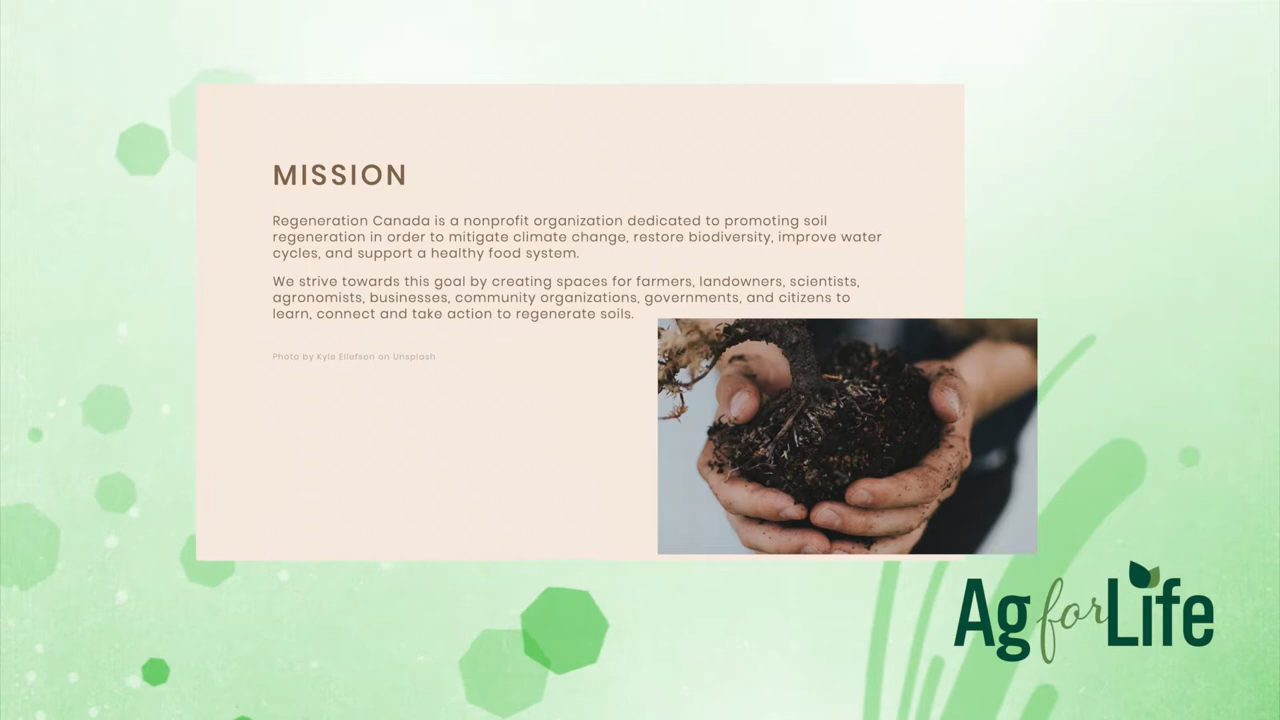 MISSION
Regeneration Canada is a nonprofit organization dedicated to promoting soil
regeneration in order to mitigate climate change, restore biodiversity, improve water
cycles, and support a healthy food system.
We strive towards this goal by creating spaces for farmers, landowners, scientists,
agronomists, businesses, community organizations, governments, and citizens to
learn, connect and take action to regenerate soils.
Photo by Kyle Ellefson on Unsplash
Ag for Life